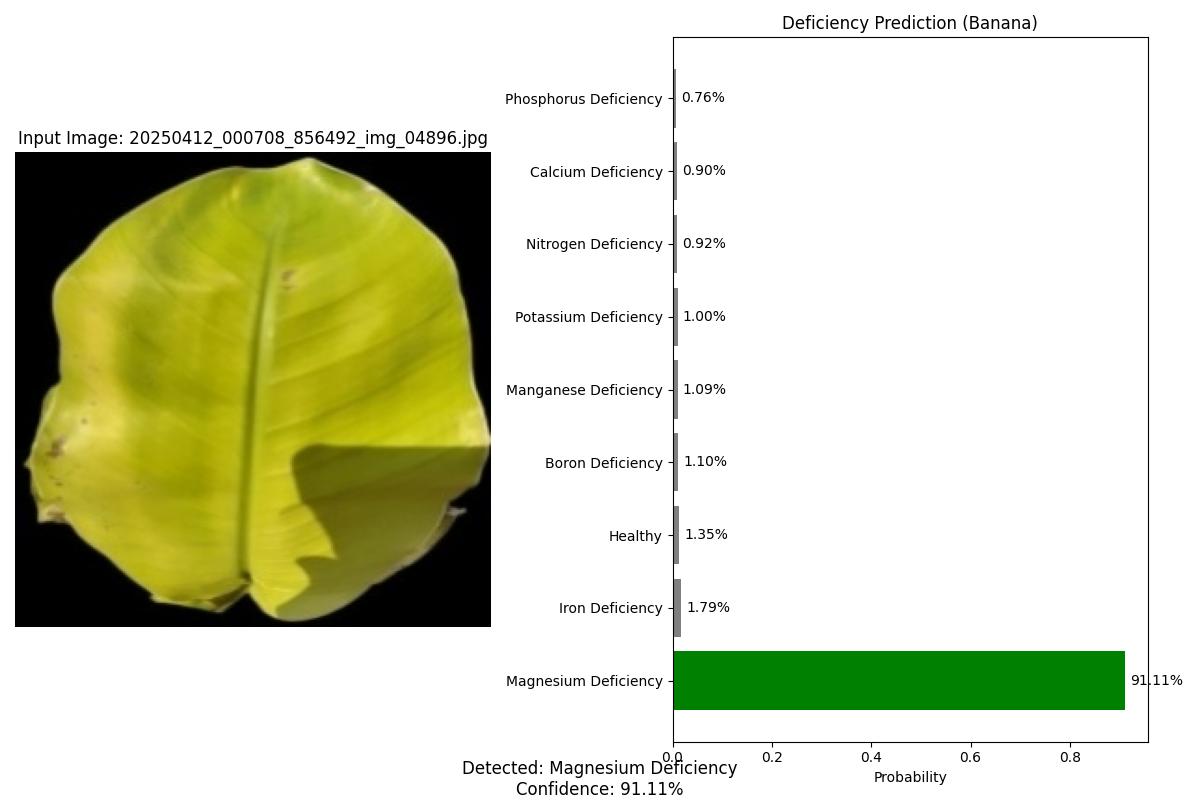 Deficiency Prediction (Banana)
Input Image: 20250412_000708_856492_img_04896.jpg
Phosphorus Deficiency 0.76%
Calcium Deficiency 0.90%
Nitrogen Deficiency 0.92%
Potassium Deficiency 1.00%
Manganese Deficiency 1.09%
Boron Deficiency 1.10%
Healthy 1.35%
Iron Deficiency 1.79%
Magnesium Deficiency 91.11%
0.0 0.2 0.4 0.6 0.8
Probability
Detected: Magnesium Deficiency
Confidence: 91.11%